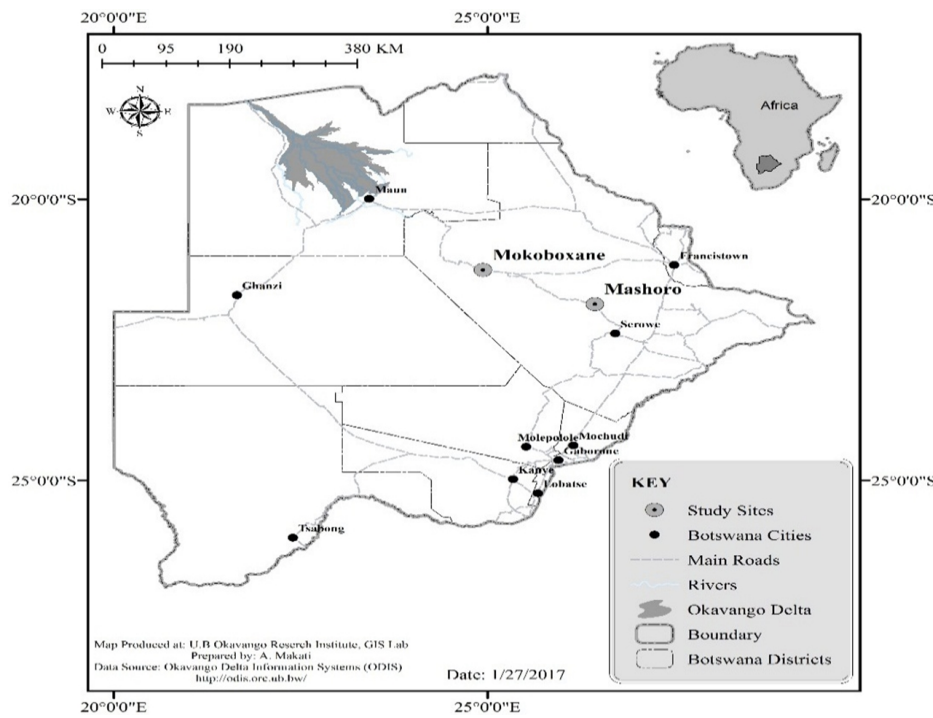 20°0'0"E
25°0'0"E
0 95 190 380 KM
N
W E
S
Africa
20°0'0"S
20°0'0"S
Maun
Mokoboxane
Francistown
Ghanzi
Mashoro
Serowe
Molepolole
Mochudi
Gaborone
25°0'0"S
25°0'0"S
Kanye
Lobatse
Tsabong
KEY
Study Sites
Botswana Cities
Main Roads
Rivers
Okavango Delta
Boundary
Botswana Districts
Map Produced at: U.B Okavango Reserch Institute, GIS Lab
Prepared by: A. Makati
Data Source: Okavango Delta Information Systems (ODIS)
http://odis.orc.ub.bw/
Date: 1/27/2017
20°0'0"E
25°0'0"E